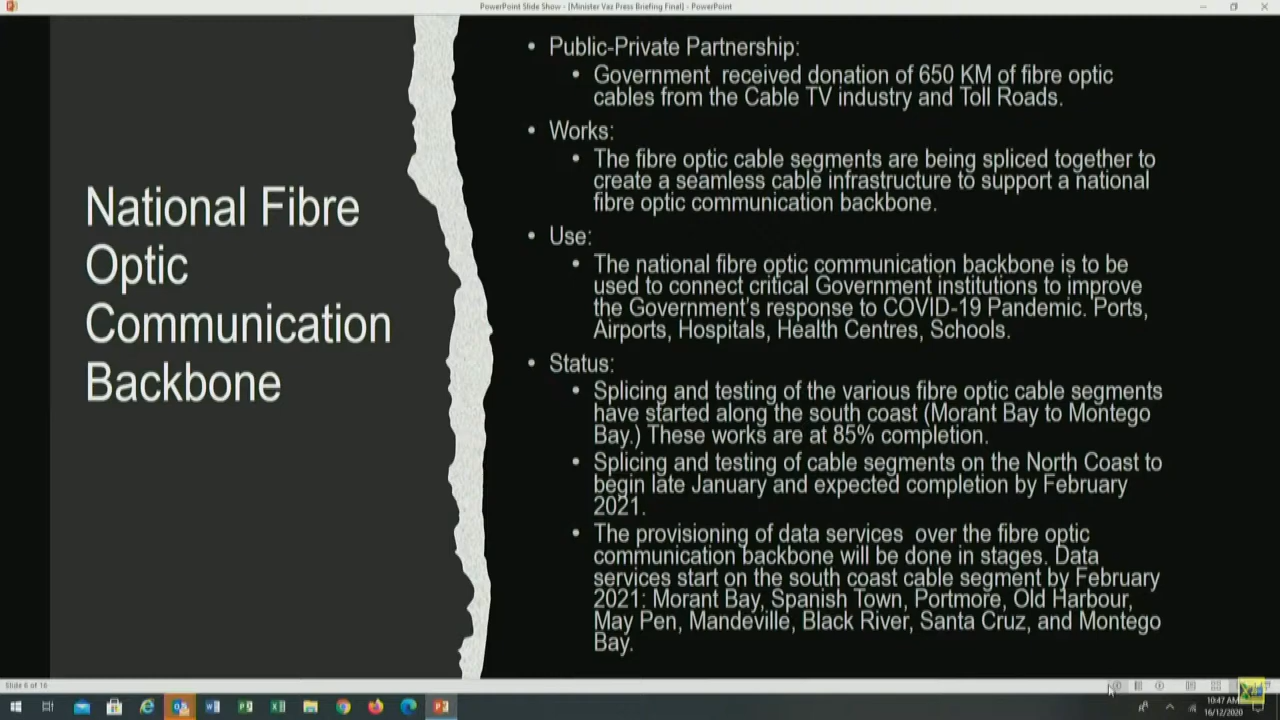 PowerPoint Slide Show - [Minister Vas Press Briefing Final] - PowerPoint
National Fibre
Optic
Communication
Backbone
• Public-Private Partnership:
• Government received donation of 650 KM of fibre optic
cables from the Cable TV industry and Toll Roads.
• Works:
• The fibre optic cable segments are being spliced together to
create a seamless cable infrastructure to support a national
fibre optic communication backbone.
• Use:
• The national fibre optic communication backbone is to be
used to connect critical Government institutions to improve
the Government's response to COVID-19 Pandemic. Ports,
Airports, Hospitals, Health Centres, Schools.
• Status:
• Splicing and testing of the various fibre optic cable segments
have started along the south coast (Morant Bay to Montego
Bay.) These works are at 85% completion.
• Splicing and testing of cable segments on the North Coast to
begin late January and expected completion by February
2021.
• The provisioning of data services over the fibre optic
communication backbone will be done in stages. Data
services start on the south coast cable segment by February
2021: Morant Bay, Spanish Town, Portmore, Old Harbour,
May Pen, Mandeville, Black River, Santa Cruz, and Montego
Bay.
Slide 6 of 16
10:47 AM
16/12/2020